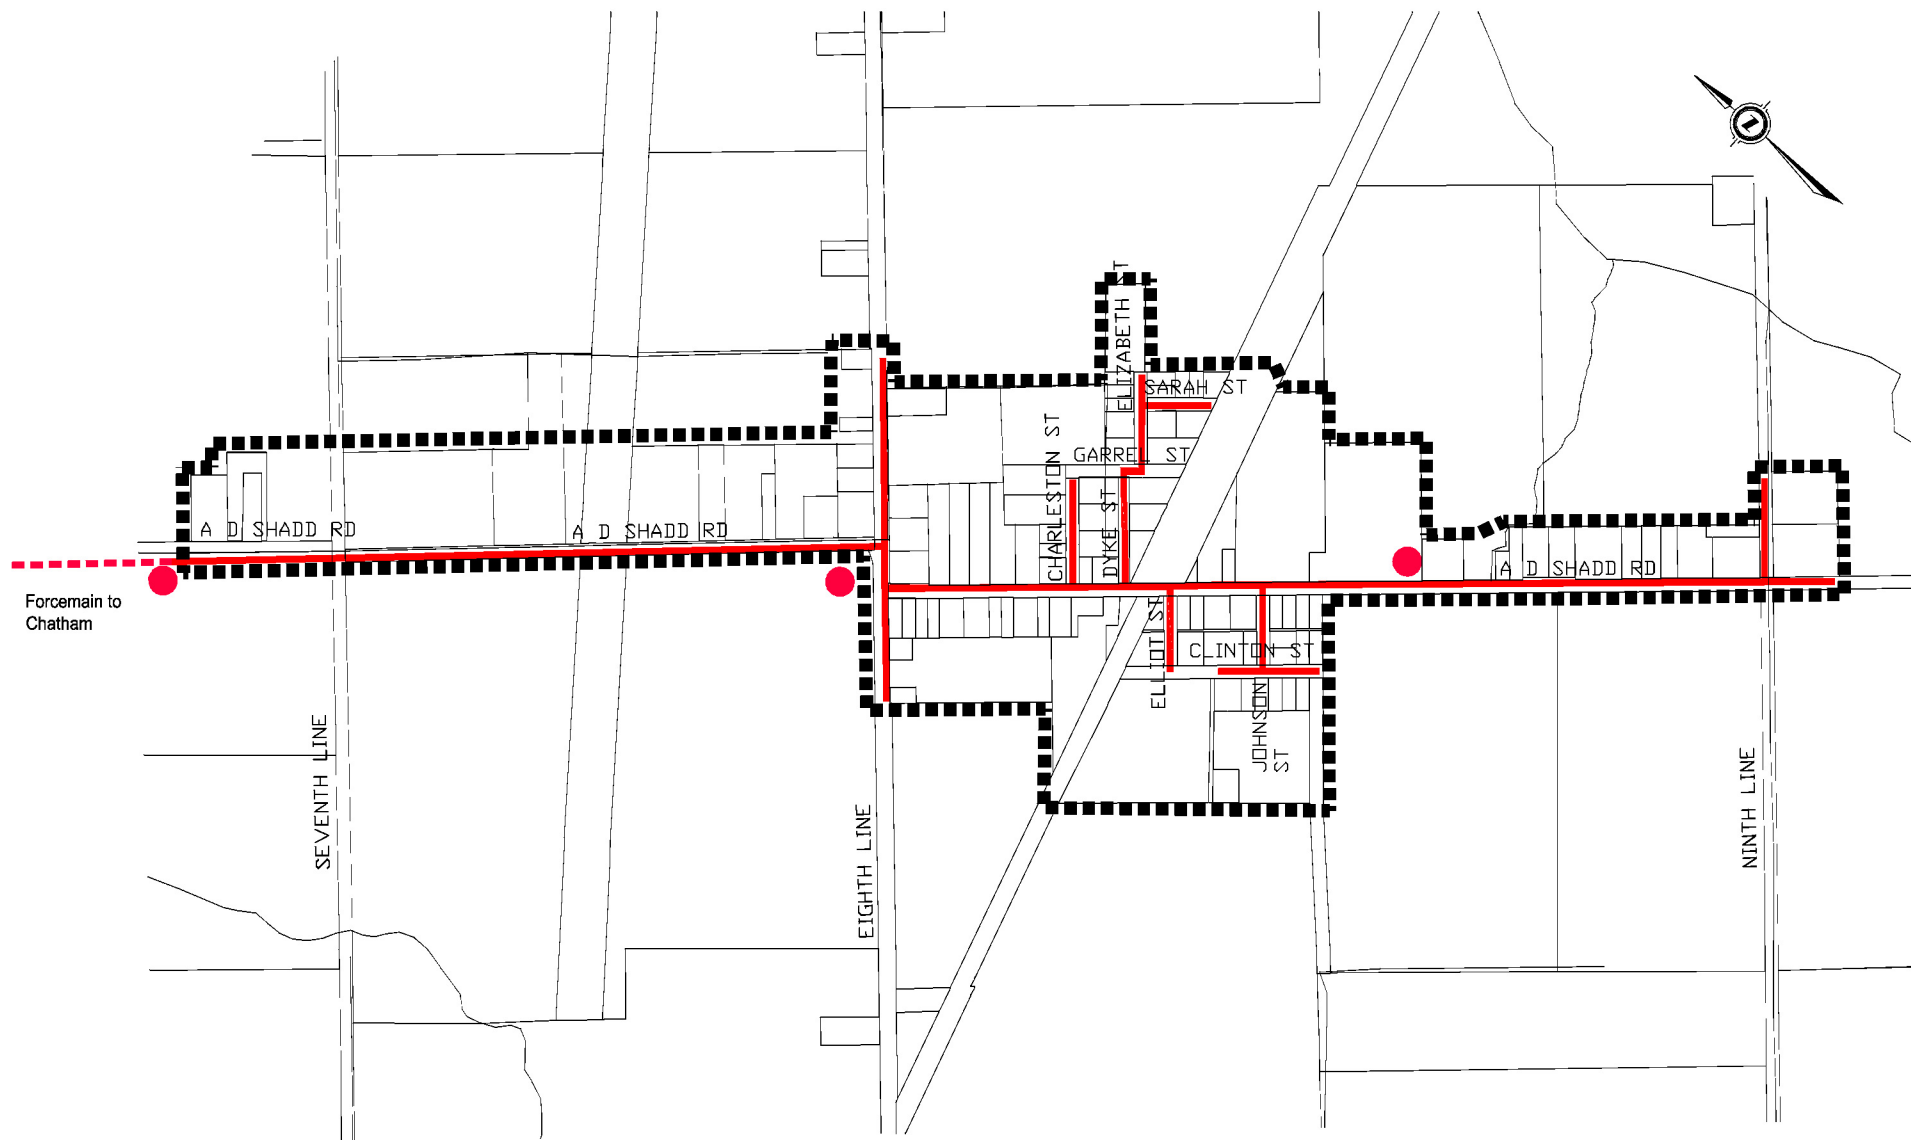 ELIZABETH ST
SARAH ST
CHARLESTON ST
GARREL ST
DYKE ST
A D SHADD RD
A D SHADD RD
A D SHADD RD
Forcemain to
Chatham
ELLIOT ST
CLINTON ST
JOHNSON
ST
SEVENTH LINE
EIGHTH LINE
NINTH LINE